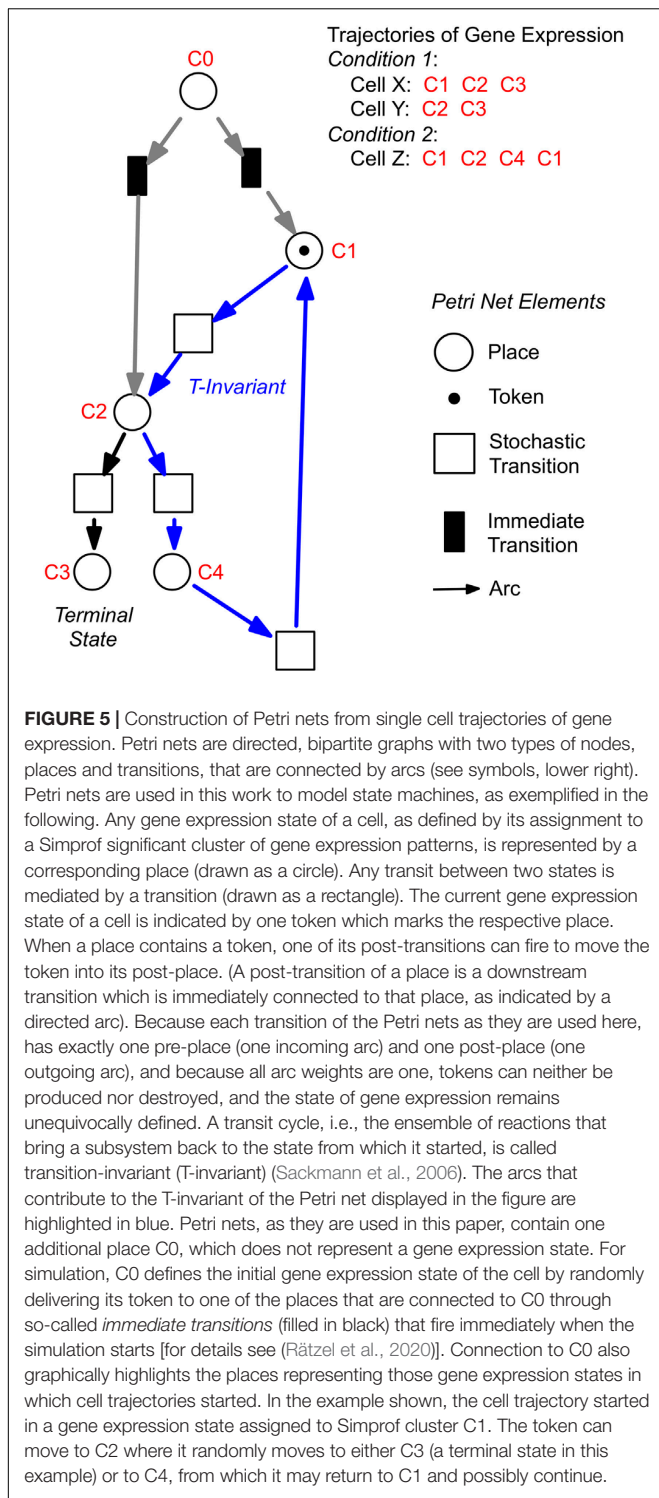 C0
Trajectories of Gene Expression
Condition 1:
Cell X: C1 C2 C3
Cell Y: C2 C3
Condition 2:
Cell Z: C1 C2 C4 C1
C1
Petri Net Elements
Place
T-Invariant
Token
C2
Stochastic
Transition
Immediate
Transition
C3
C4
Arc
Terminal
State
FIGURE 5 | Construction of Petri nets from single cell trajectories of gene
expression. Petri nets are directed, bipartite graphs with two types of nodes,
places and transitions, that are connected by arcs (see symbols, lower right).
Petri nets are used in this work to model state machines, as exemplified in the
following. Any gene expression state of a cell, as defined by its assignment to
a Simprof significant cluster of gene expression patterns, is represented by a
corresponding place (drawn as a circle). Any transit between two states is
mediated by a transition (drawn as a rectangle). The current gene expression
state of a cell is indicated by one token which marks the respective place.
When a place contains a token, one of its post-transitions can fire to move the
token into its post-place. (A post-transition of a place is a downstream
transition which is immediately connected to that place, as indicated by a
directed arc). Because each transition of the Petri nets as they are used here,
has exactly one pre-place (one incoming arc) and one post-place (one
outgoing arc), and because all arc weights are one, tokens can neither be
produced nor destroyed, and the state of gene expression remains
unequivocally defined. A transit cycle, i.e., the ensemble of reactions that
bring a subsystem back to the state from which it started, is called
transition-invariant (T-invariant) (Sackmann et al., 2006). The arcs that
contribute to the T-invariant of the Petri net displayed in the figure are
highlighted in blue. Petri nets, as they are used in this paper, contain one
additional place C0, which does not represent a gene expression state. For
simulation, C0 defines the initial gene expression state of the cell by randomly
delivering its token to one of the places that are connected to C0 through
so-called immediate transitions (filled in black) that fire immediately when the
simulation starts [for details see (Rätzel et al., 2020)]. Connection to C0 also
graphically highlights the places representing those gene expression states in
which cell trajectories started. In the example shown, the cell trajectory started
in a gene expression state assigned to Simprof cluster C1. The token can
move to C2 where it randomly moves to either C3 (a terminal state in this
example) or to C4, from which it may return to C1 and possibly continue.